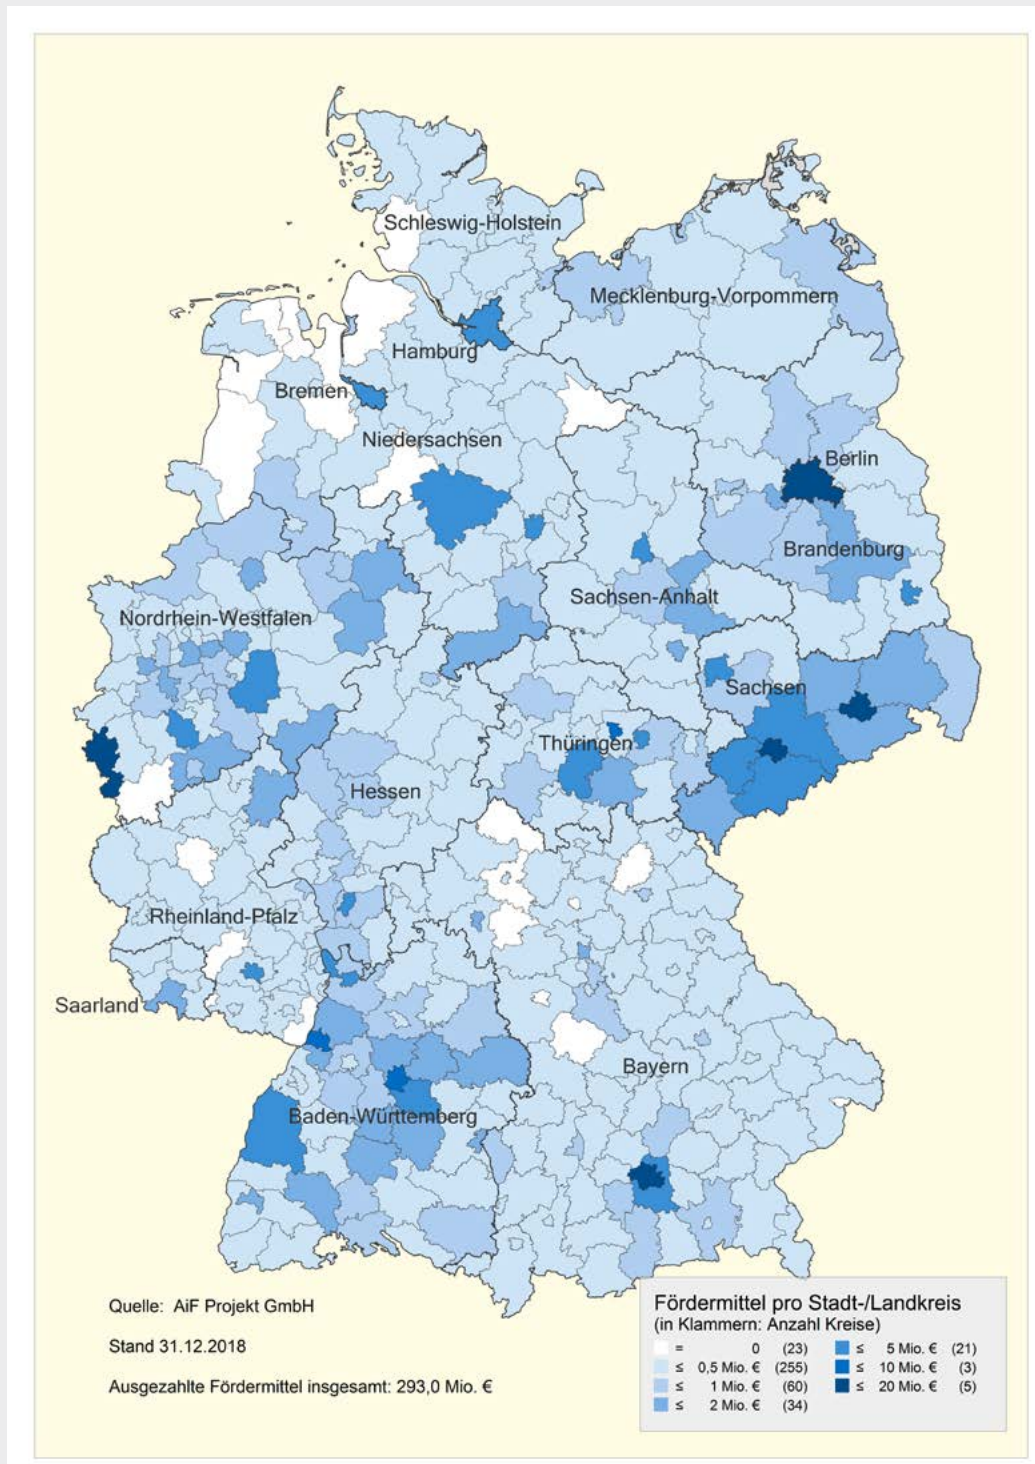 Schleswig-Holstein
Mecklenburg-Vorpommern
Hamburg
Bremen
Niedersachsen
Berlin
Brandenburg
Sachsen-Anhalt
Nordrhein-Westfalen
Sachsen
Thüringen
Hessen
Rheinland-Pfalz
Saarland
Bayern
Baden-Württemberg
Quelle: AiF Projekt GmbH
Stand 31.12.2018
Ausgezahlte Fördermittel insgesamt: 293,0 Mio. €
Fördermittel pro Stadt-/Landkreis
(in Klammern: Anzahl Kreise)
= 0 (23)
≤ 0,5 Mio. € (255)
≤ 1 Mio. € (60)
≤ 2 Mio. € (34)
≤ 5 Mio. € (21)
≤ 10 Mio. € (3)
≤ 20 Mio. € (5)